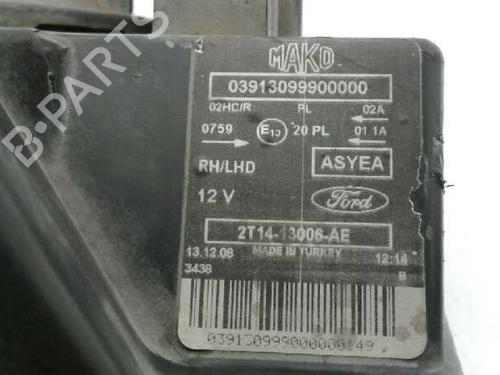 MAKO
03913099900000
02HC/R PL 02A
0759 E13 20 PL 01 1A
RH/LHD ASYEA
12 V Ford
2T14-13006-AE
13.12.08 MADE IN TURKEY 12:14
3438 B
03913099900000149